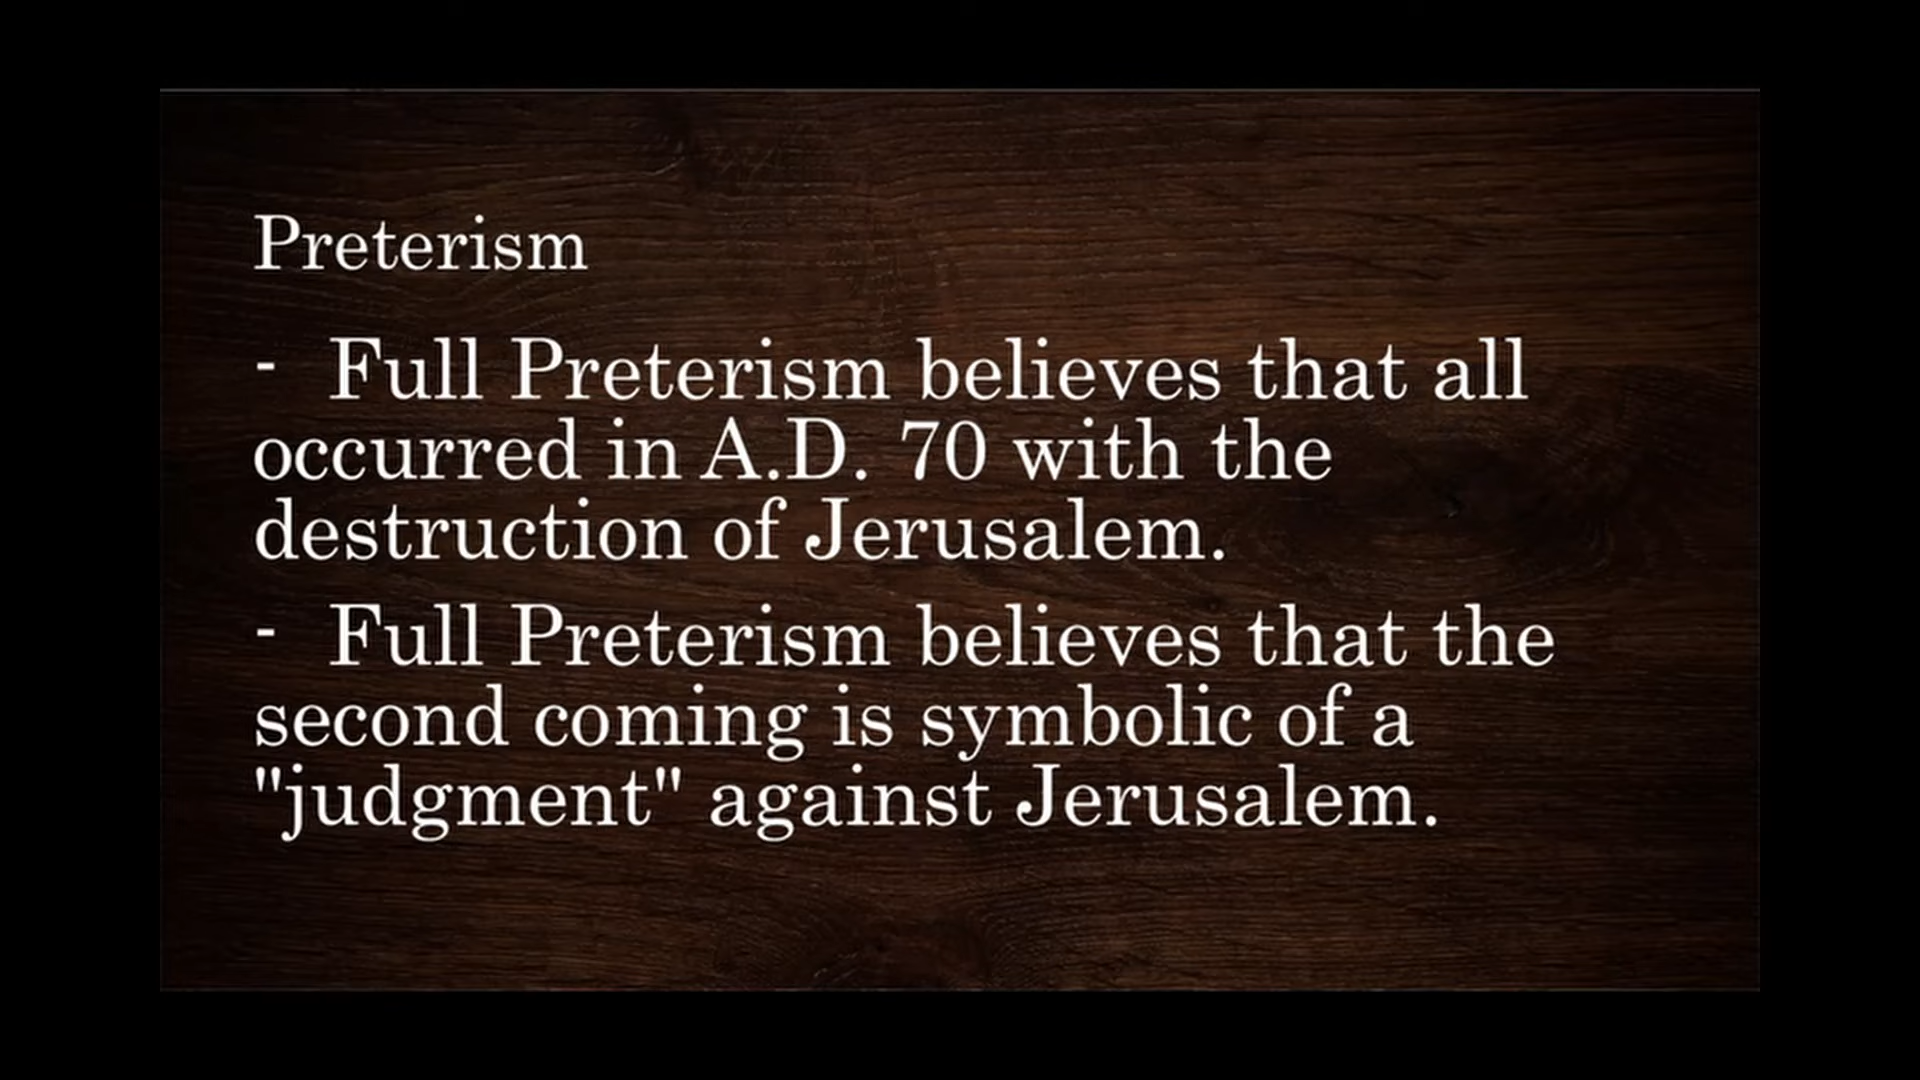 Preterism
- Full Preterism believes that all
occurred in A.D. 70 with the
destruction of Jerusalem.
- Full Preterism believes that the
second coming is symbolic of a
"judgment" against Jerusalem.